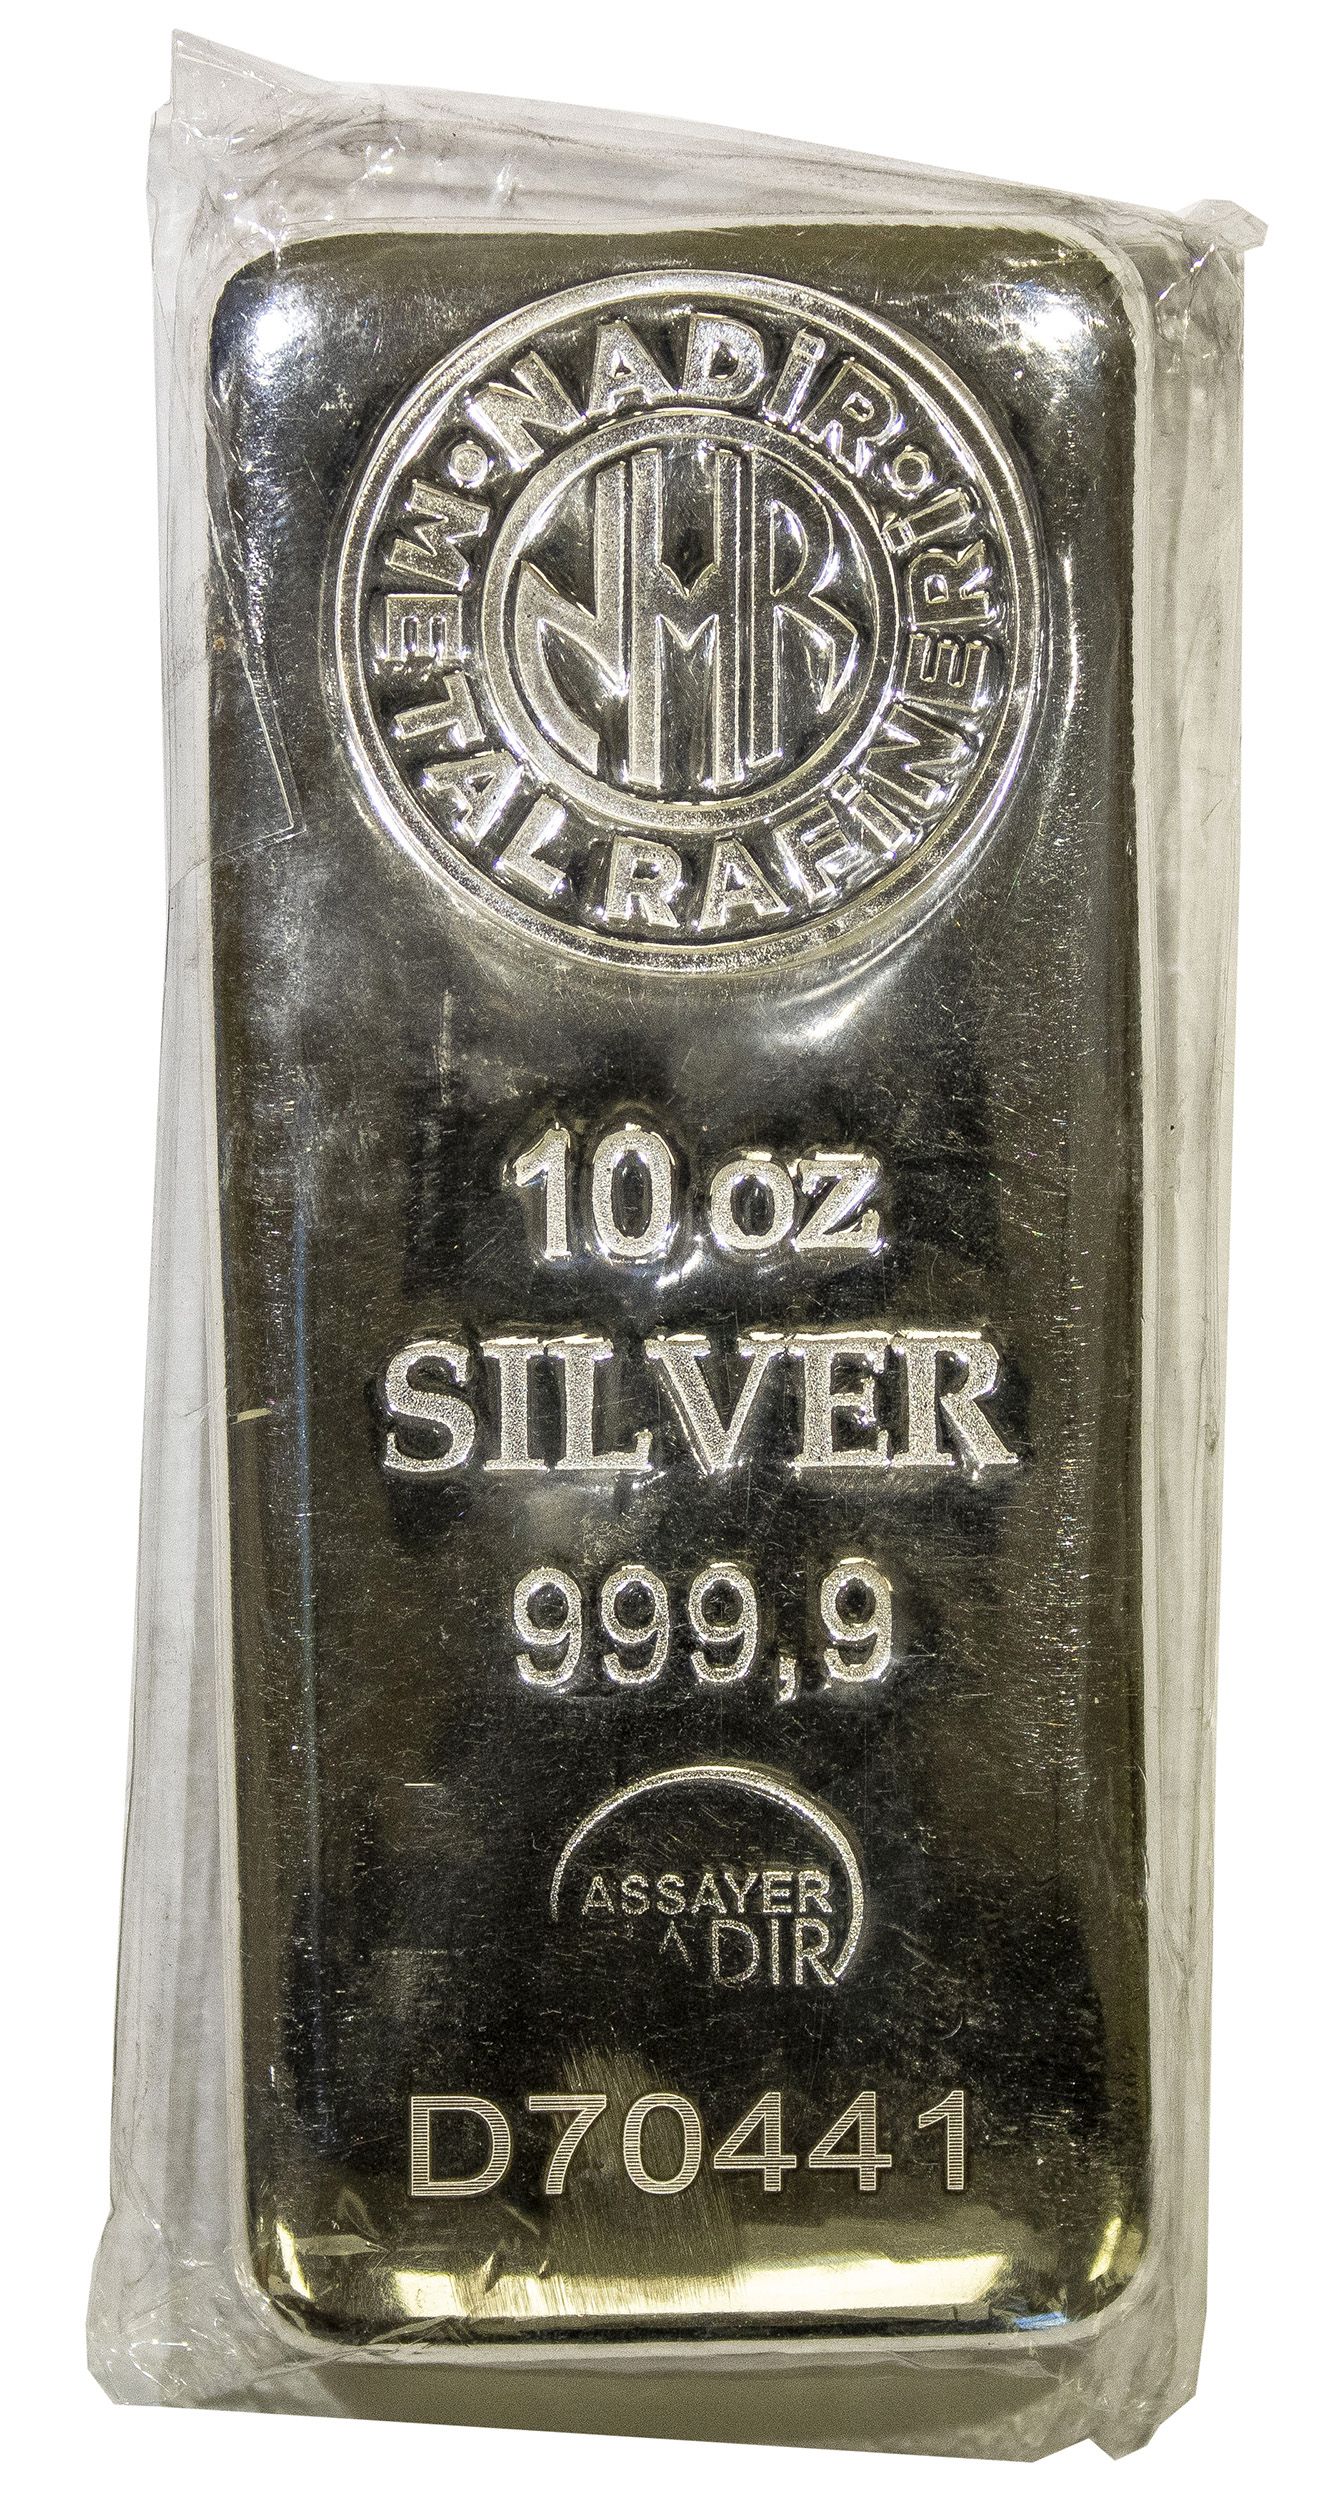 NADİR
METAL RAFİNERİ
NMR
10 oz
SILVER
999,9
ASSAYER
DIR
D70441